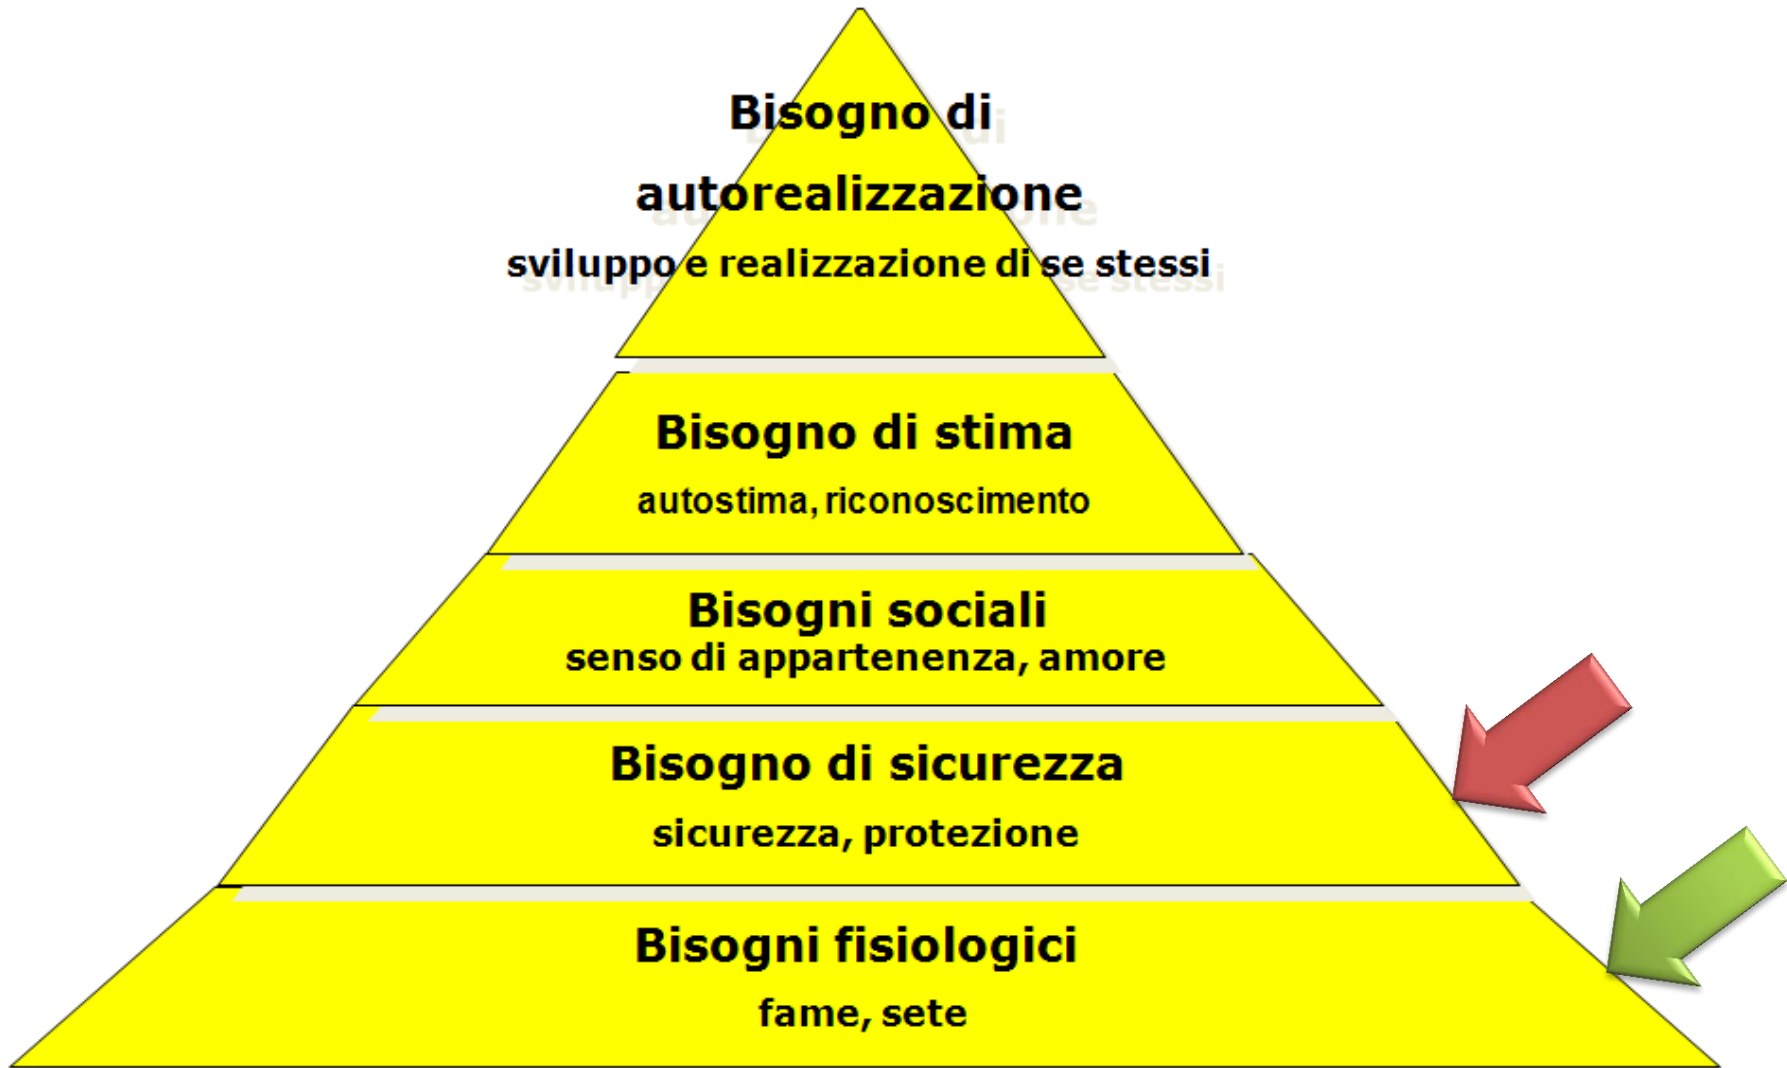 Bisogno di
autorealizzazione
sviluppo e realizzazione di se stessi
Bisogno di stima
autostima, riconoscimento
Bisogni sociali
senso di appartenenza, amore
Bisogno di sicurezza
sicurezza, protezione
Bisogni fisiologici
fame, sete